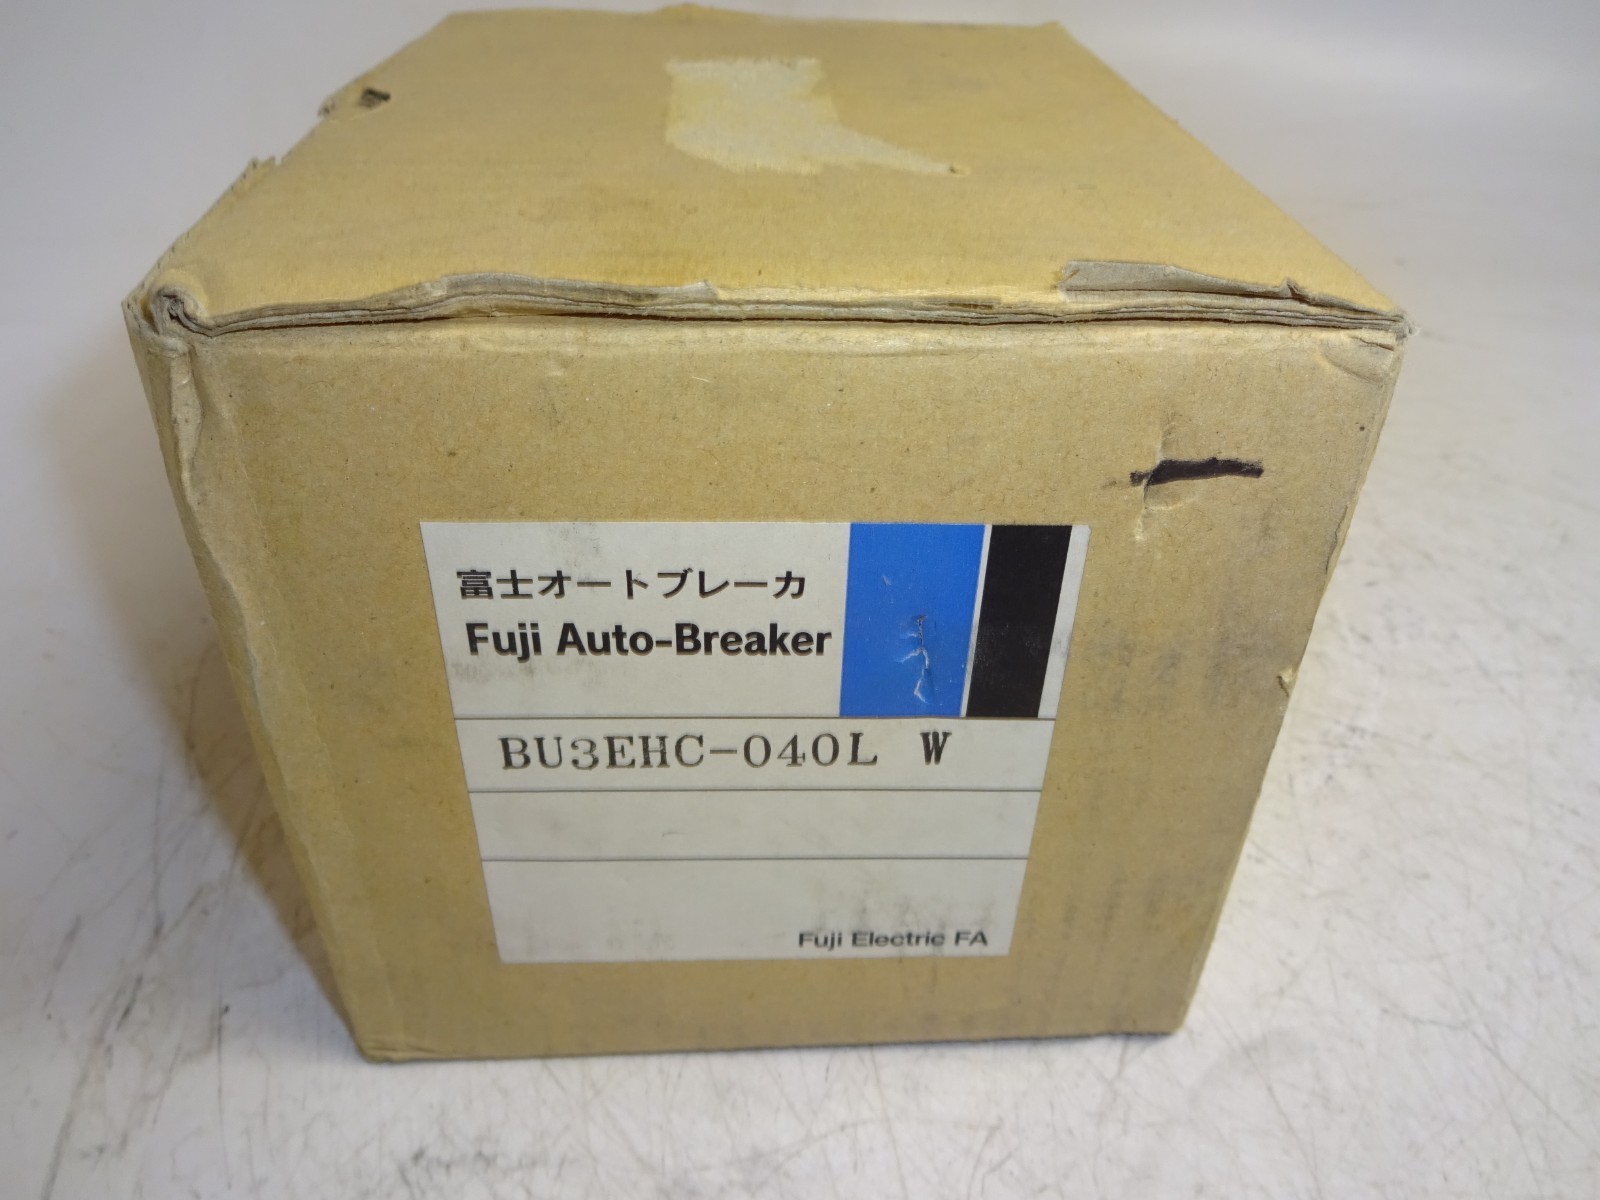 富士オートブレーカ
Fuji Auto-Breaker
BU3EHC-040L W
Fuji Electric FA